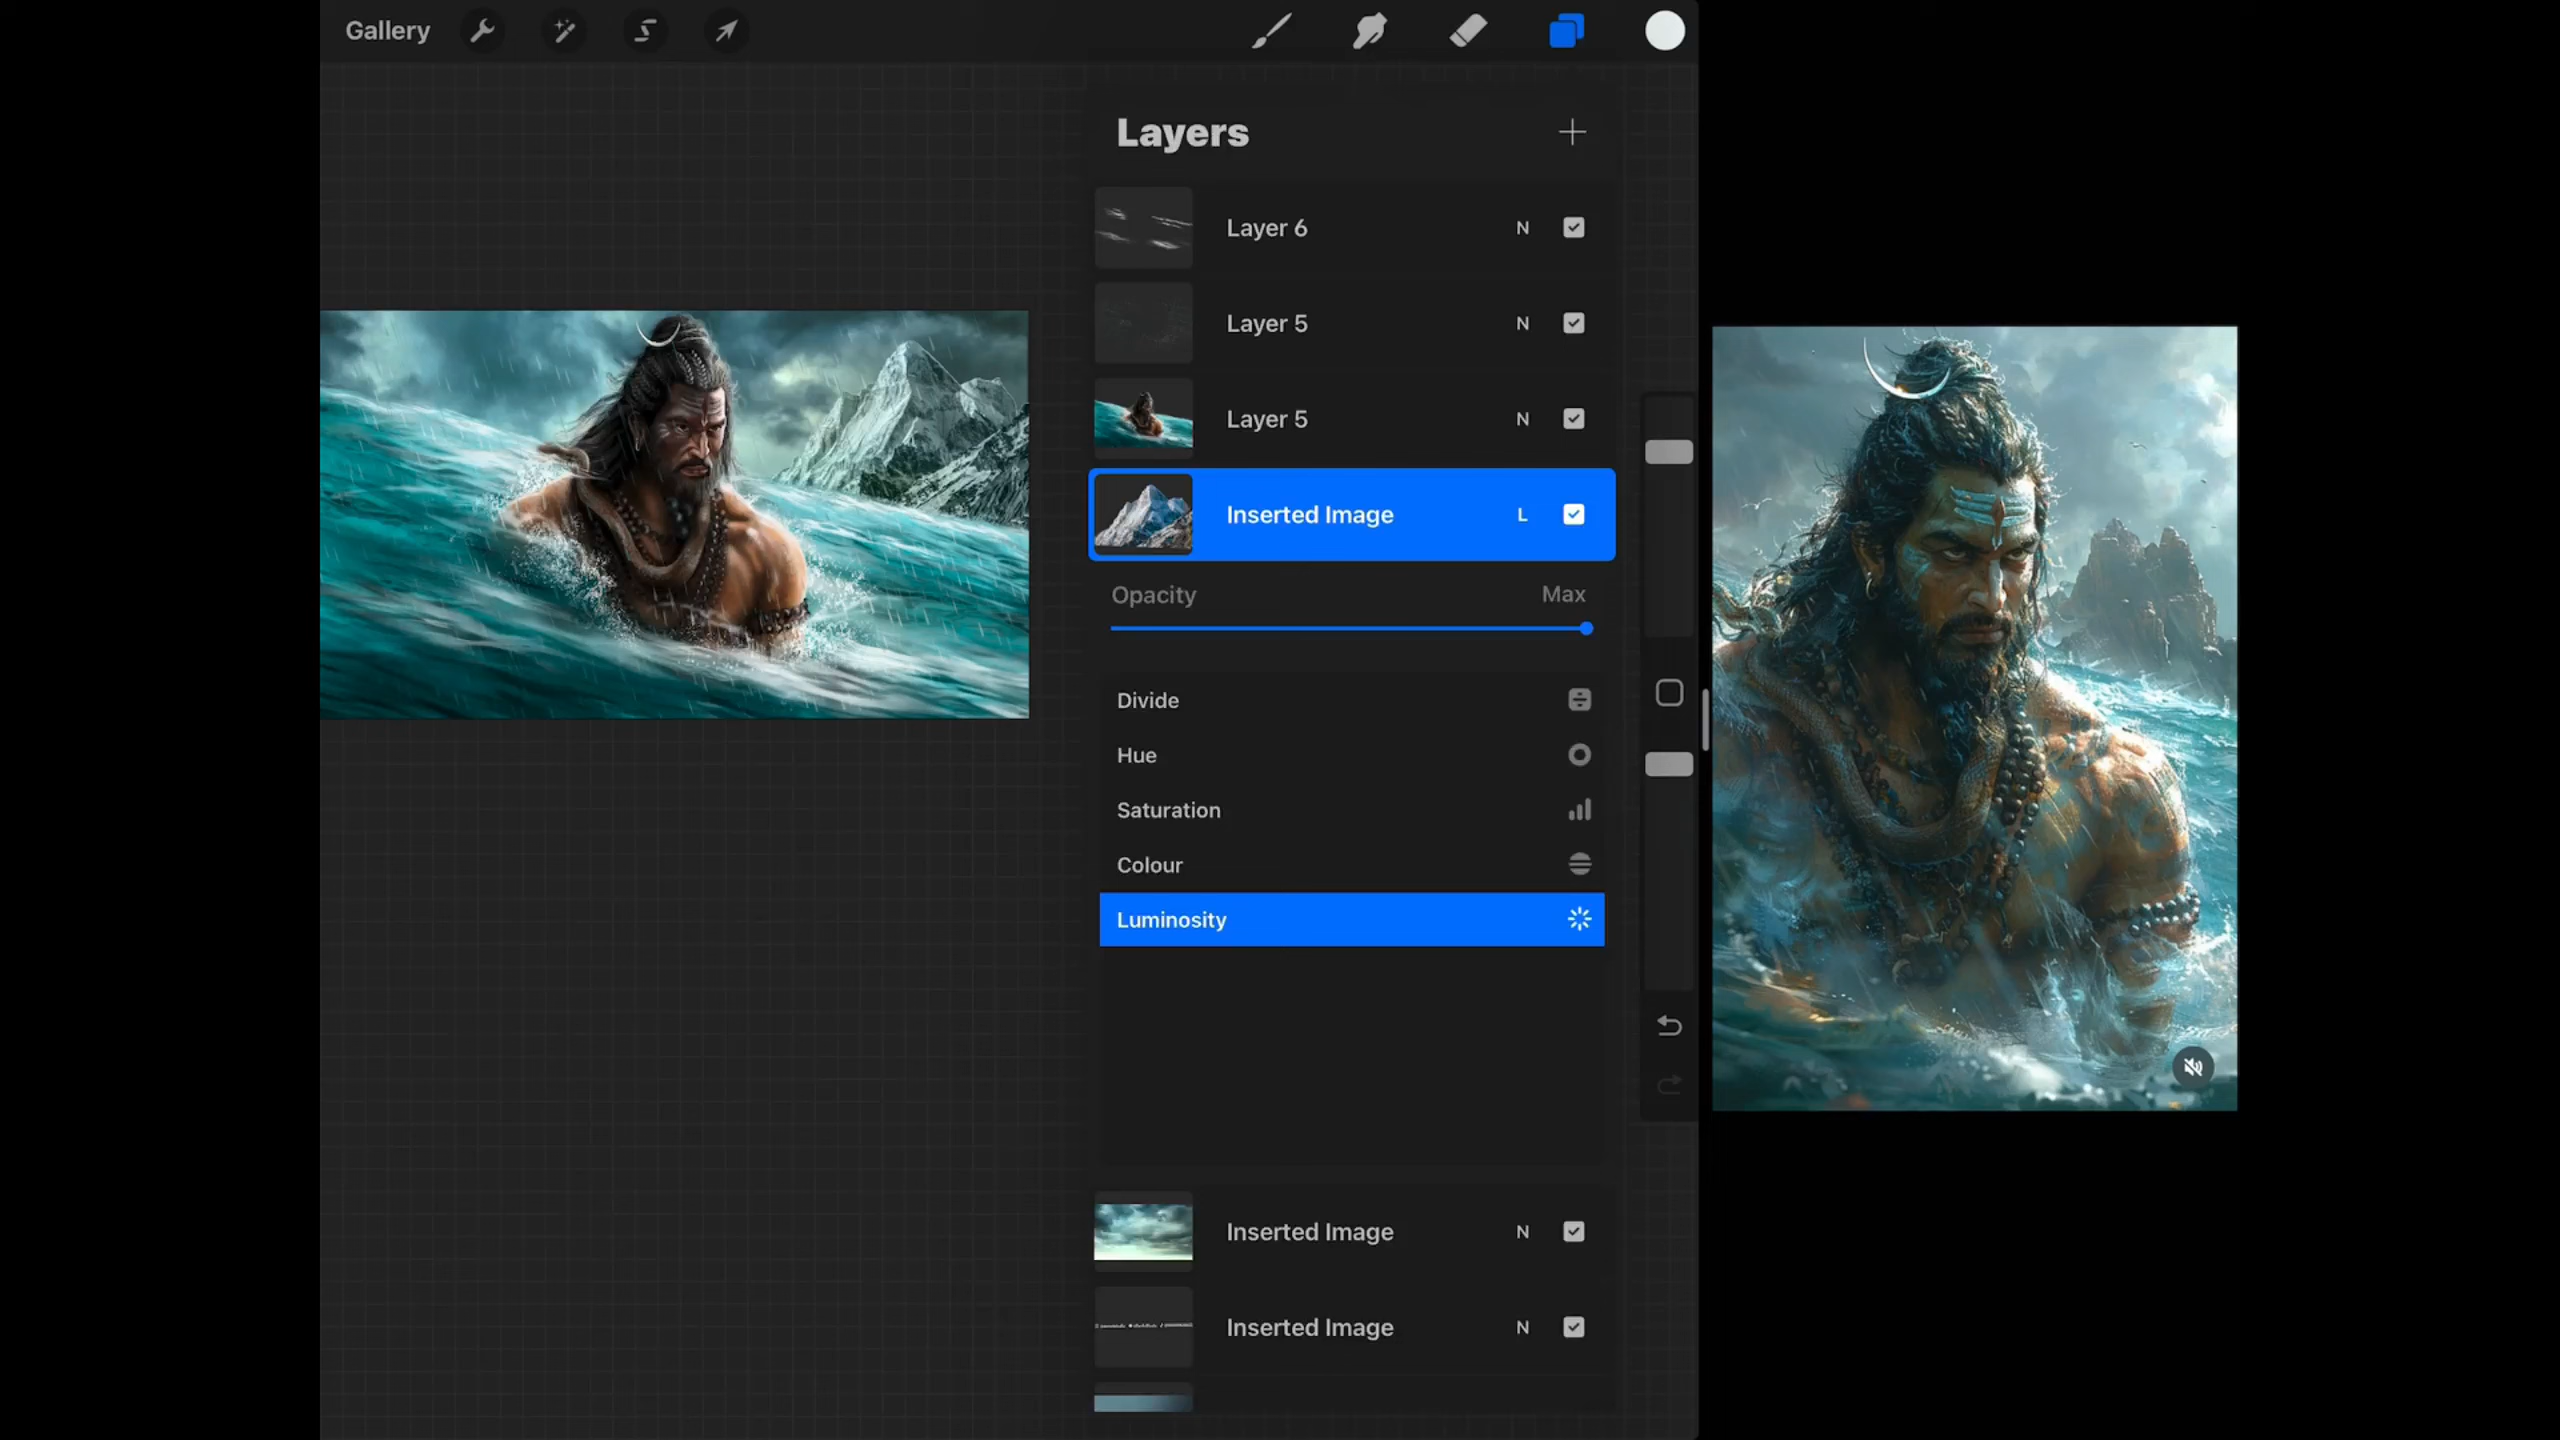 Gallery
Layers
Layer 6 N
Layer 5 N
Layer 5 N
Inserted Image L
Opacity Max
Divide
Hue
Saturation
Colour
Luminosity
Inserted Image N
Inserted Image N